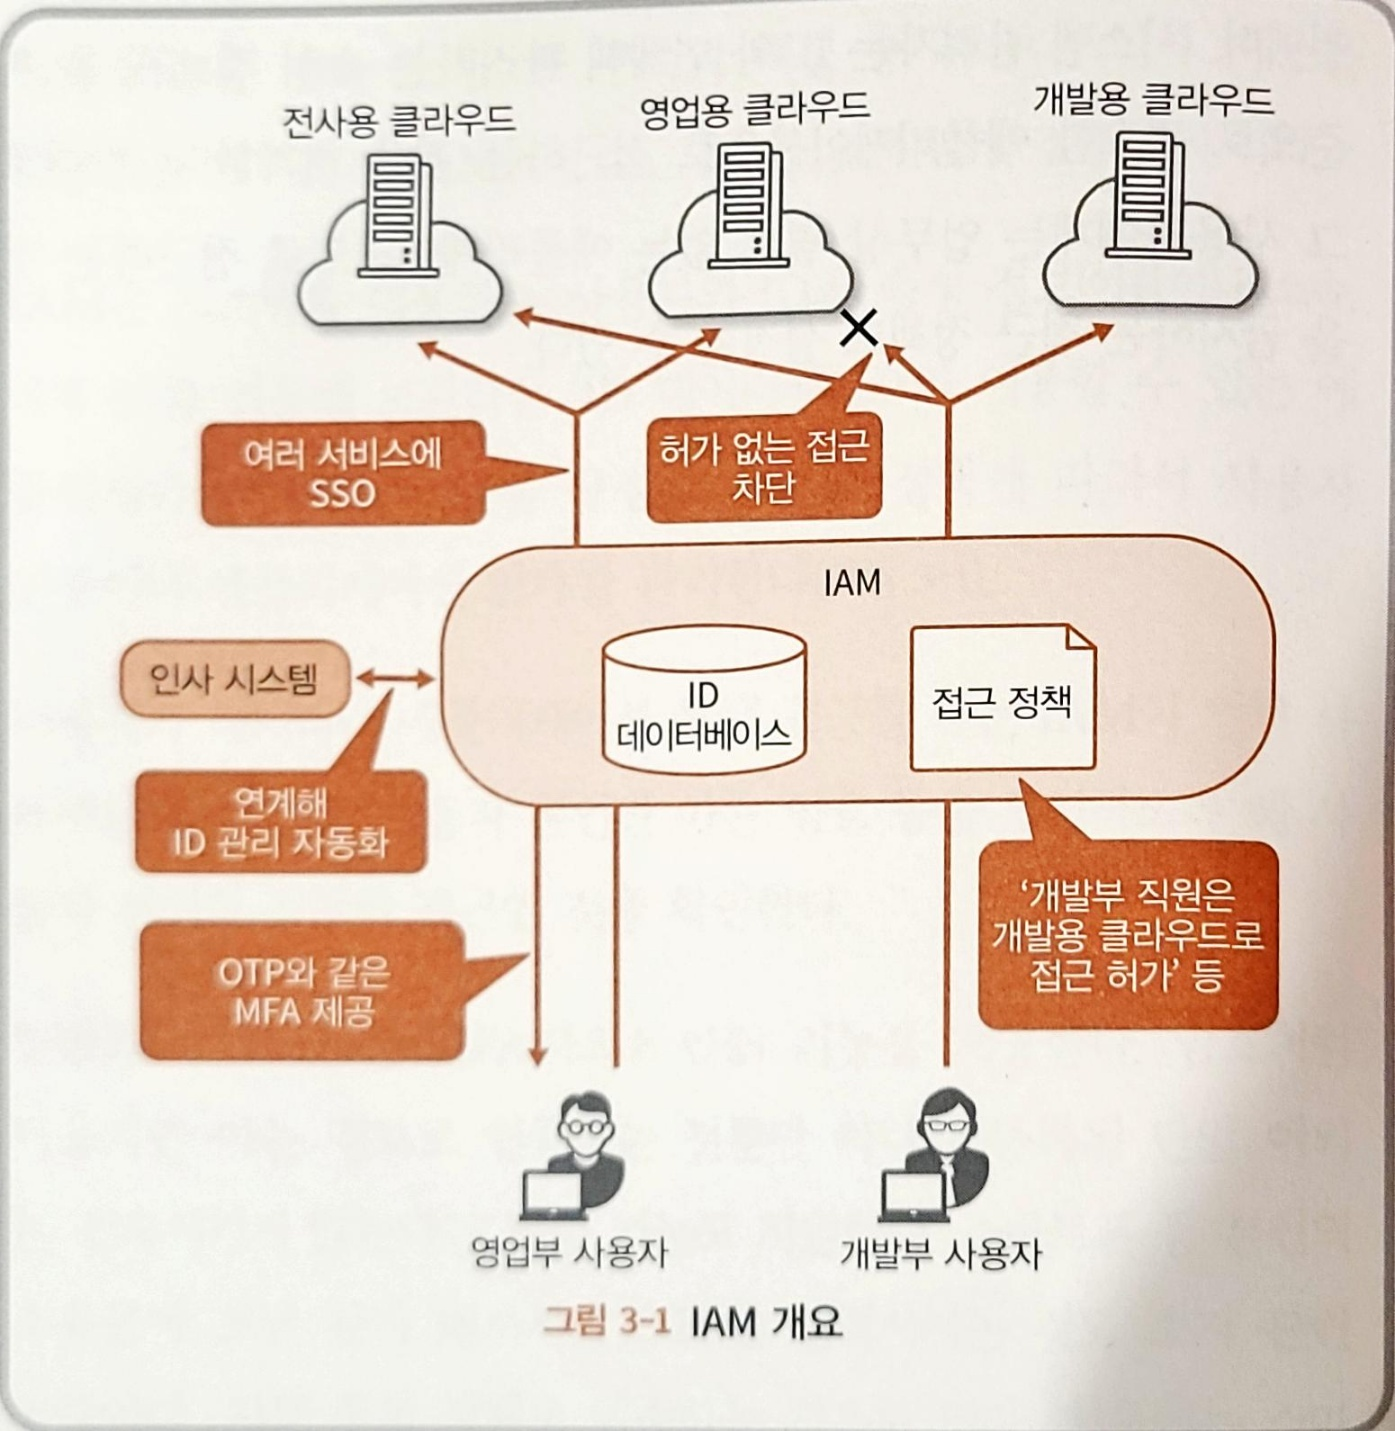 전사용 클라우드
영업용 클라우드
개발용 클라우드
여러 서비스에
SSO
허가 없는 접근
차단
IAM
인사 시스템
ID
데이터베이스
접근 정책
연계해
ID 관리 자동화
OTP와 같은
MFA 제공
‘개발부 직원은
개발용 클라우드로
접근 허가’ 등
영업부 사용자
개발부 사용자
그림 3-1 IAM 개요